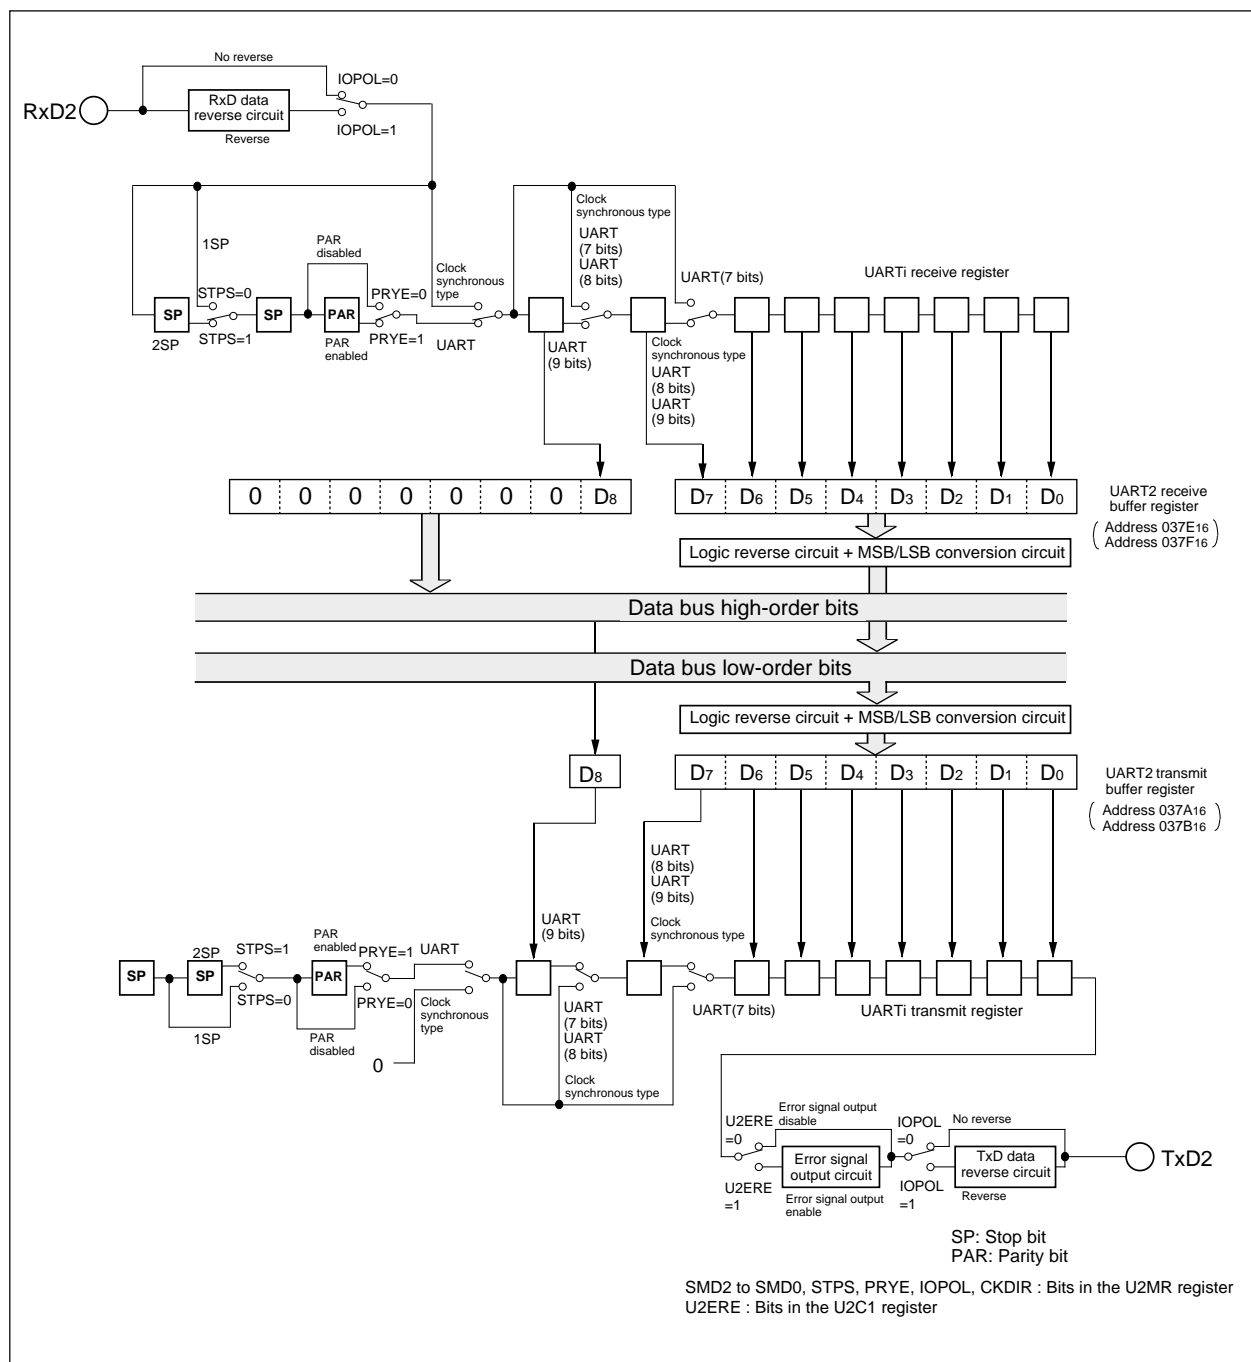 No reverse
IOPOL=0
RxD2
RxD data
reverse circuit
IOPOL=1
Reverse
Clock
synchronous type
1SP
PAR
disabled
UART
(7 bits)
UART
(8 bits)
Clock
synchronous
type
UART(7 bits)
UARTi receive register
STPS=0
PRYE=0
SP
SP
PAR
2SP
STPS=1
PAR
enabled
PRYE=1
UART
UART
(9 bits)
Clock
synchronous type
UART
(8 bits)
UART
(9 bits)
0 0 0 0 0 0 0 D8
D7 D6 D5 D4 D3 D2 D1 D0
UART2 receive
buffer register
Address 037E16
Address 037F16
Logic reverse circuit + MSB/LSB conversion circuit
Data bus high-order bits
Data bus low-order bits
Logic reverse circuit + MSB/LSB conversion circuit
D8
D7 D6 D5 D4 D3 D2 D1 D0
UART2 transmit
buffer register
Address 037A16
Address 037B16
UART
(8 bits)
UART
(9 bits)
Clock
synchronous type
UART
(9 bits)
PAR
enabled
2SP
STPS=1
PRYE=1
UART
SP
SP
PAR
STPS=0
PRYE=0
Clock
synchronous
type
1SP
PAR
disabled
0
UART
(7 bits)
UART
(8 bits)
UART(7 bits)
UARTi transmit register
Clock
synchronous type
Error signal output
disable
U2ERE
=0
IOPOL
=0
No reverse
Error signal
output circuit
TxD data
reverse circuit
TxD2
U2ERE
=1
Error signal output
enable
IOPOL
=1
Reverse
SP: Stop bit
PAR: Parity bit
SMD2 to SMD0, STPS, PRYE, IOPOL, CKDIR : Bits in the U2MR register
U2ERE : Bits in the U2C1 register